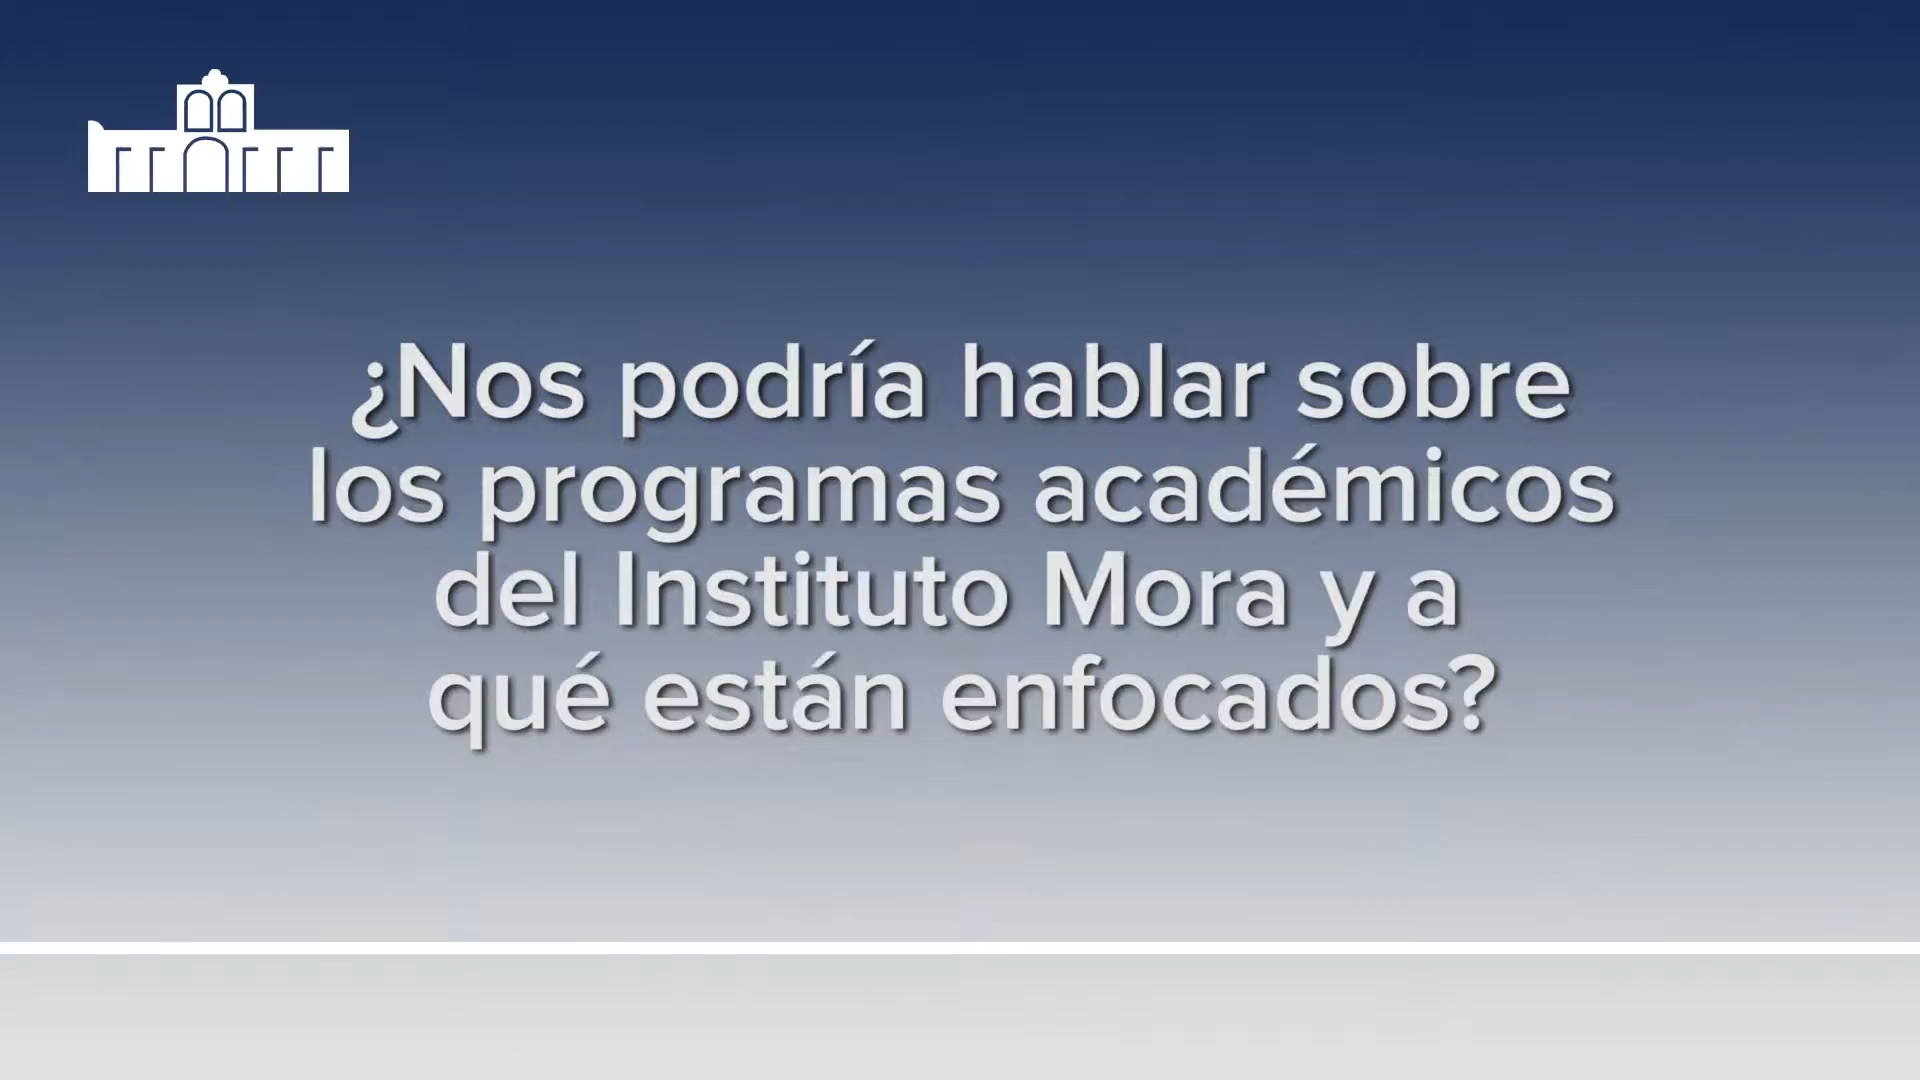 ¿Nos podría hablar sobre
los programas académicos
del Instituto Mora y a
qué están enfocados?